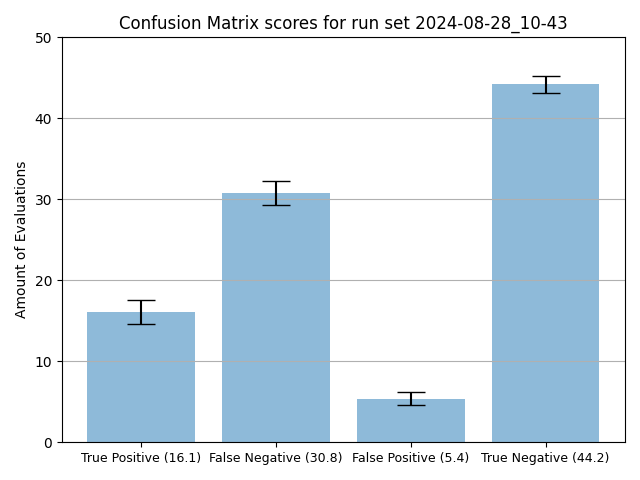 Confusion Matrix scores for run set 2024-08-28_10-43
Amount of Evaluations
50
40
30
20
10
0
True Positive (16.1)
False Negative (30.8)
False Positive (5.4)
True Negative (44.2)